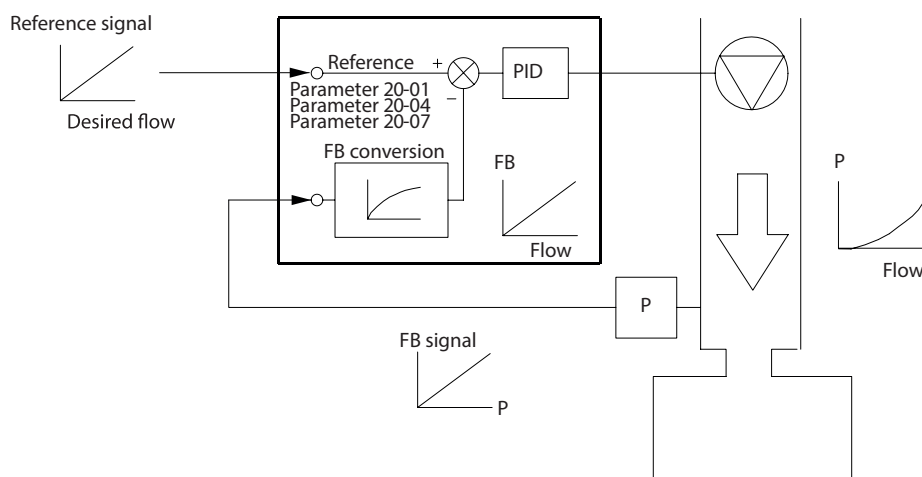 Reference signal
Desired flow
Reference
+
PID
Parameter 20-01
Parameter 20-04
Parameter 20-07
–
FB conversion
FB
Flow
P
Flow
P
FB signal
P